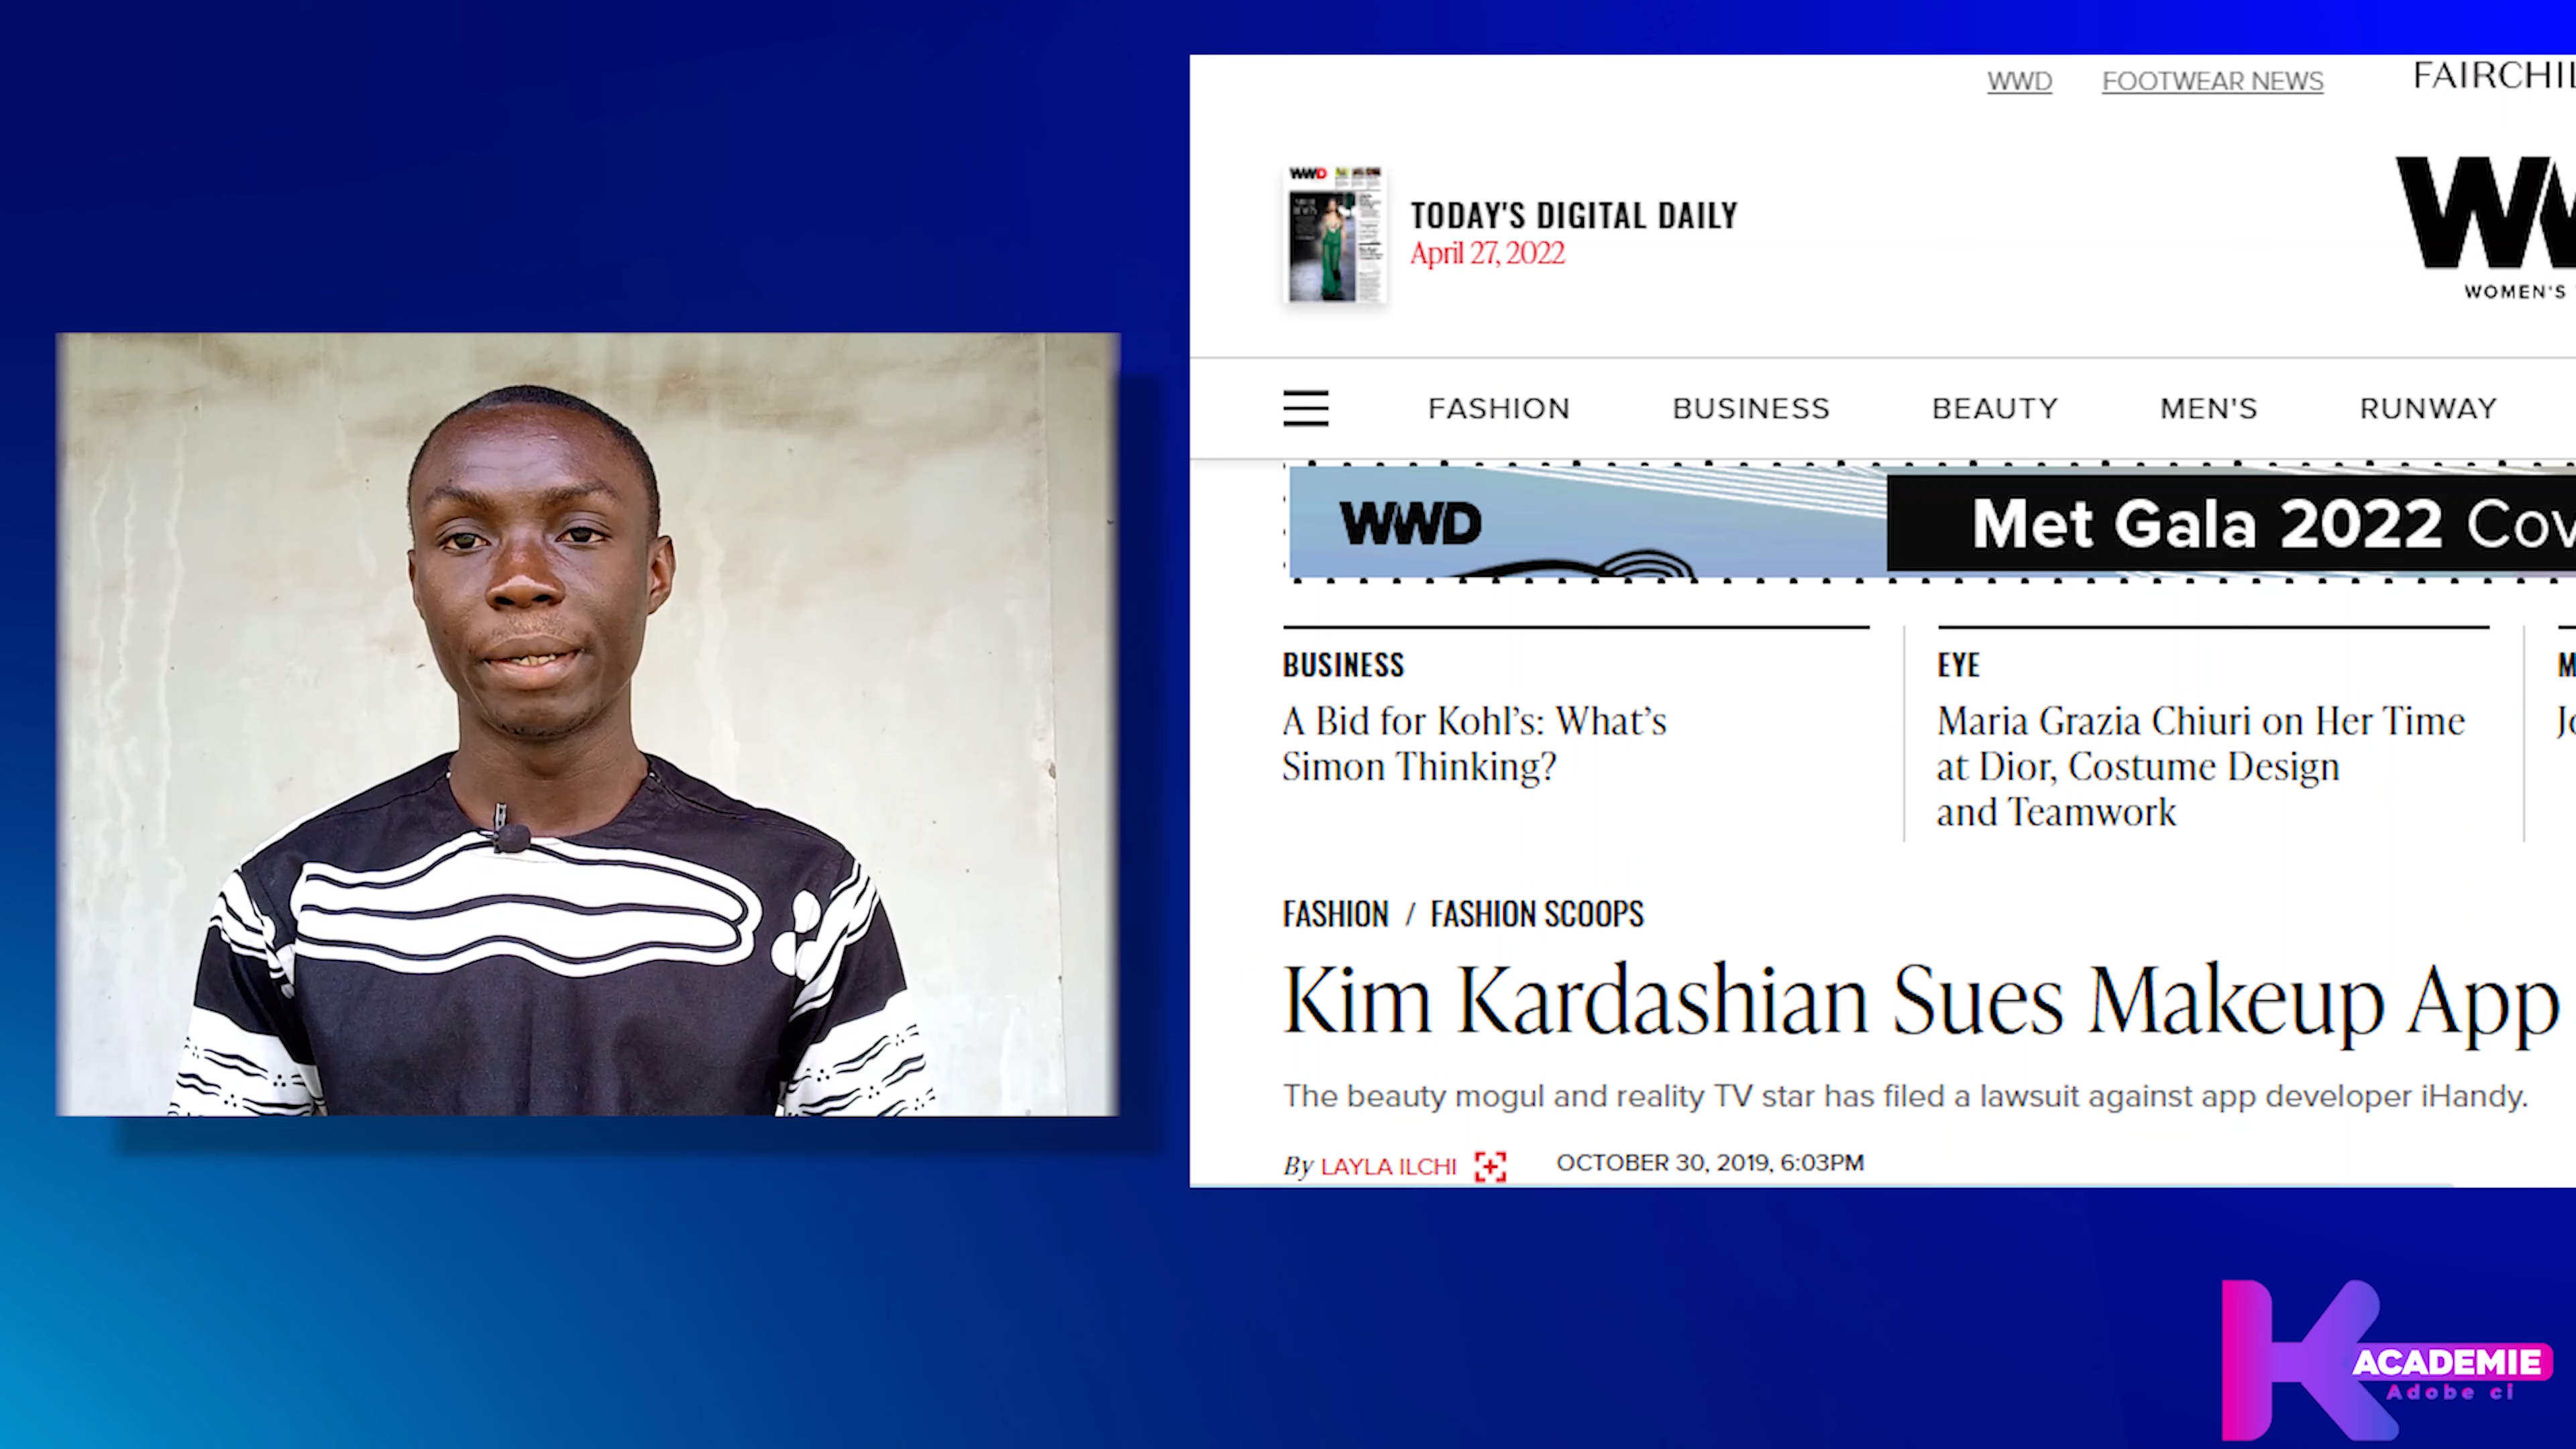 WWD FOOTWEAR NEWS
WWD
TODAY'S DIGITAL DAILY
April 27, 2022
WOMEN'S
FASHION BUSINESS BEAUTY MEN'S RUNWAY
WWD Met Gala 2022
BUSINESS
A Bid for Kohl's: What's
Simon Thinking?
EYE
Maria Grazia Chiuri on Her Time
at Dior, Costume Design
and Teamwork
FASHION / FASHION SCOOPS
Kim Kardashian Sues Makeup App
The beauty mogul and reality TV star has filed a lawsuit against app developer iHandy.
By LAYLA ILCHI OCTOBER 30, 2019, 6:03PM
K
ACADEMIE
Adobe ci